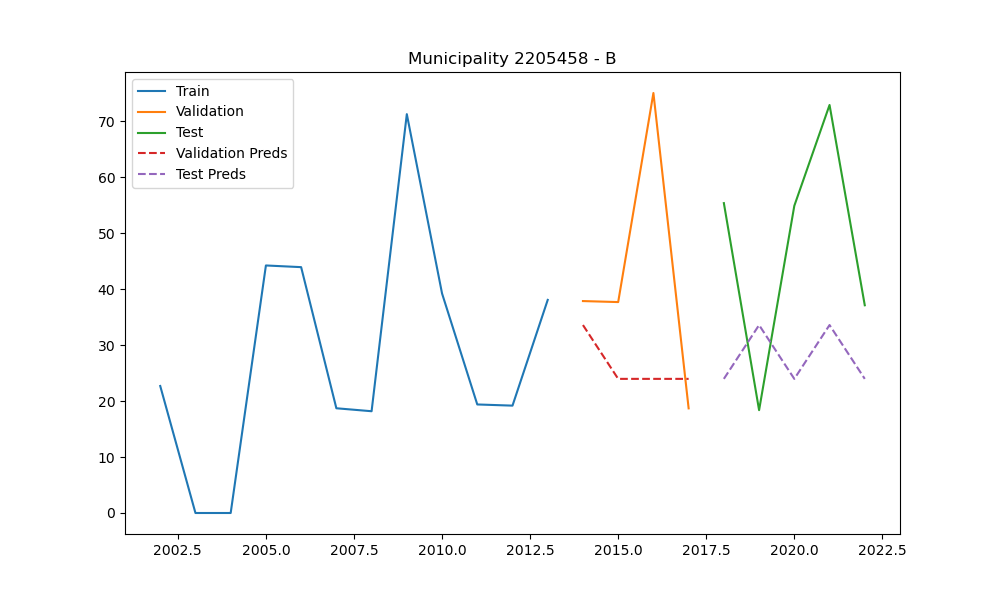 Municipality 2205458 - B
Train
Validation
Test
Validation Preds
Test Preds
70
60
50
40
30
20
10
0
2002.5 2005.0 2007.5 2010.0 2012.5 2015.0 2017.5 2020.0 2022.5